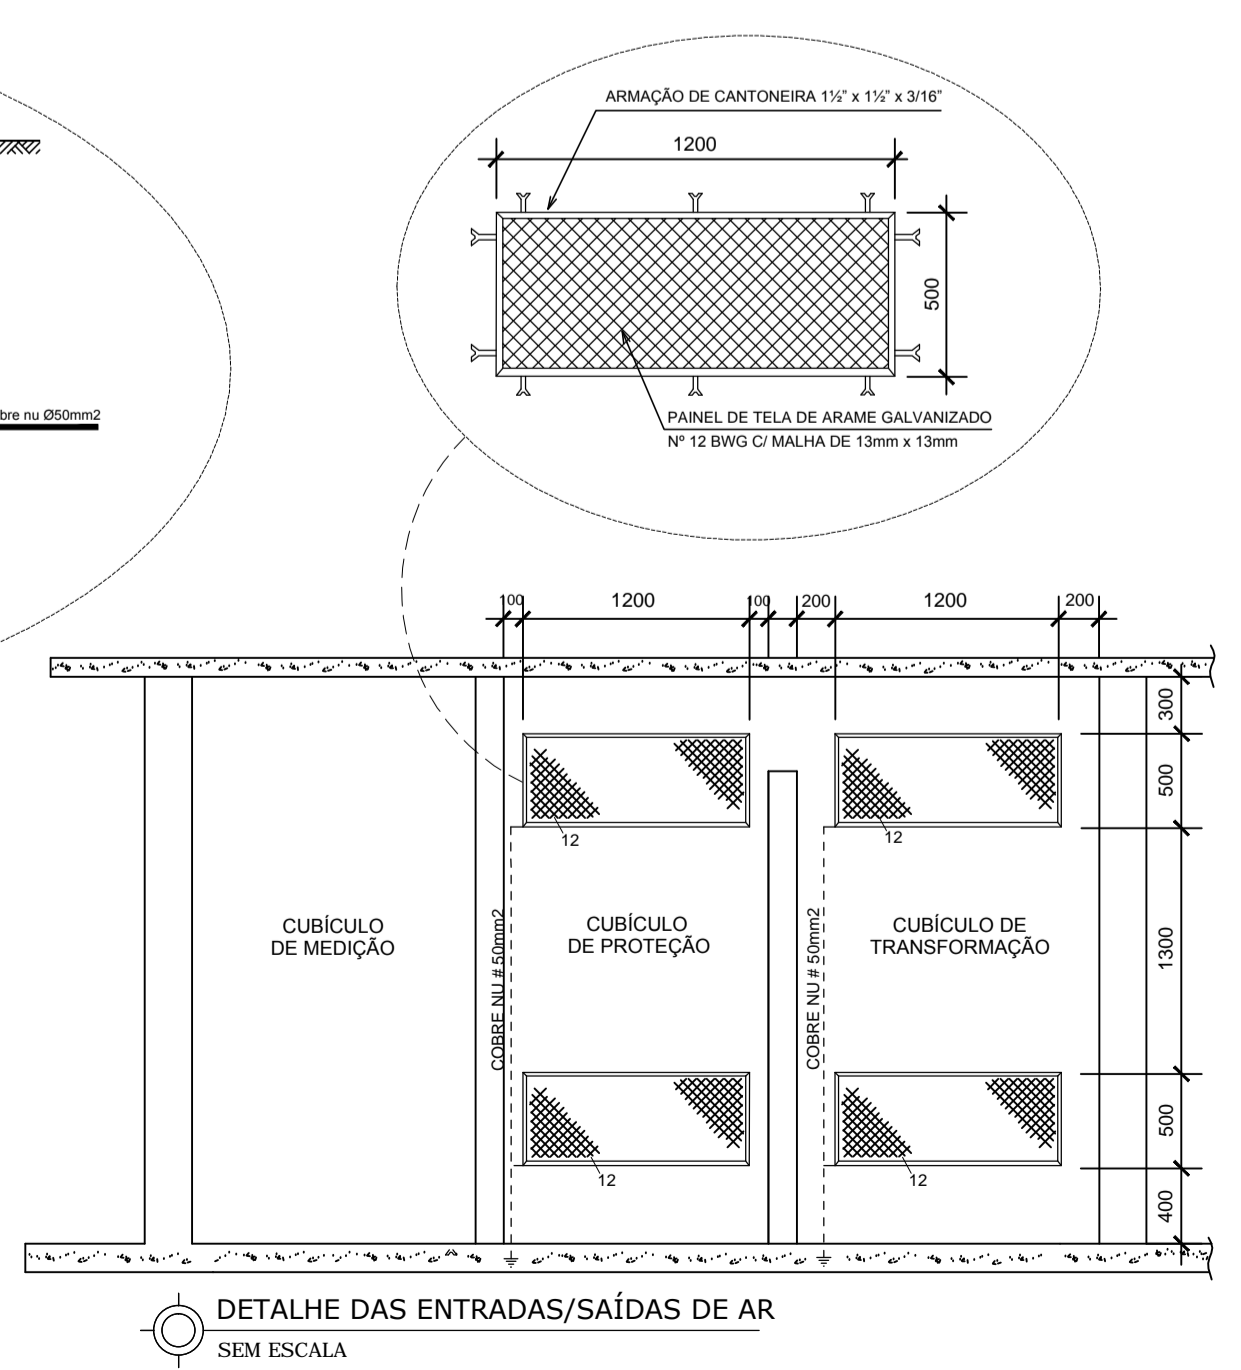 ARMAÇÃO DE CANTONEIRA 1½” x 1½” x 3/16”
1200
500
PAINEL DE TELA DE ARAME GALVANIZADO
Nº 12 BWG C/ MALHA DE 13mm x 13mm
bre nu Ø50mm2
100
1200
100
200
1200
200
300
500
12
12
CUBÍCULO
DE MEDIÇÃO
COBRE NU # 50mm2
CUBÍCULO
DE PROTEÇÃO
COBRE NU # 50mm2
CUBÍCULO DE
TRANSFORMAÇÃO
1300
500
12
12
400
DETALHE DAS ENTRADAS/SAÍDAS DE AR
SEM ESCALA